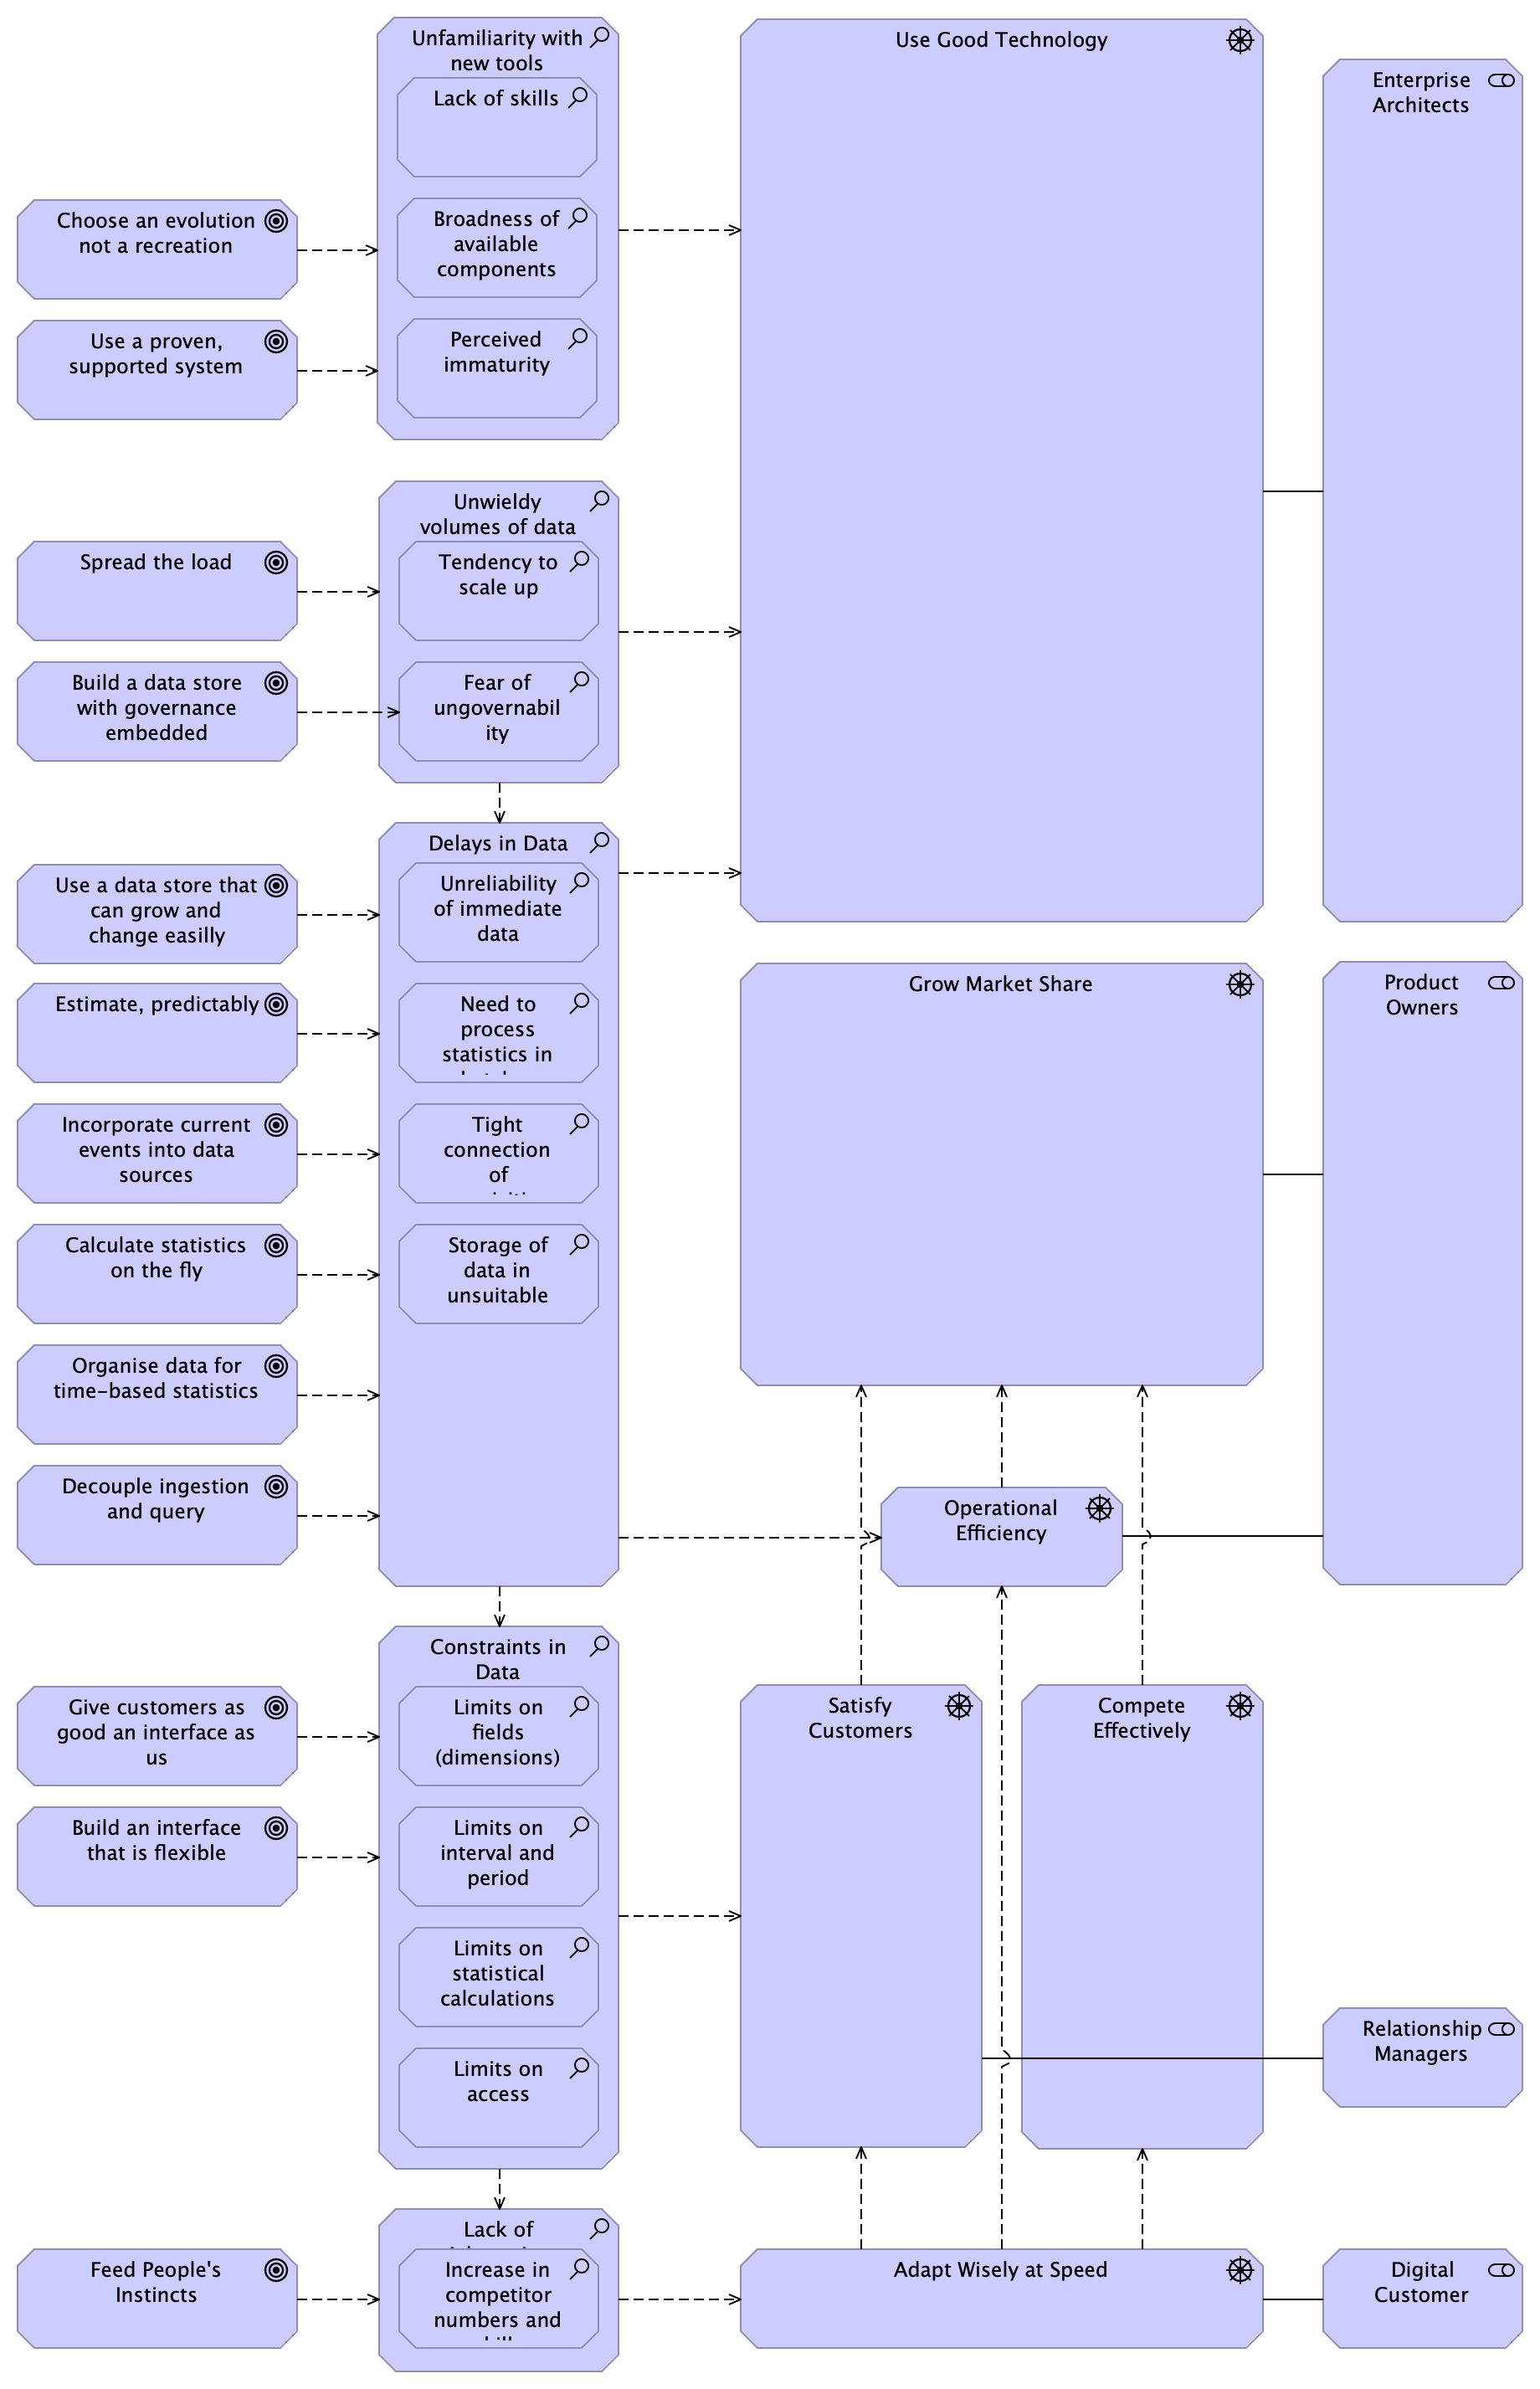 Unfamiliarity with
new tools
Lack of skills
Broadness of
available
components
Perceived
immaturity
Use Good Technology
Enterprise
Architects
Choose an evolution
not a recreation
Use a proven,
supported system
Unwieldy
volumes of data
Tendency to
scale up
Fear of
ungovernabil
ity
Spread the load
Build a data store
with governance
embedded
Delays in Data
Unreliability
of immediate
data
Need to
process
statistics in
Tight
connection
of
Storage of
data in
unsuitable
Use a data store that
can grow and
change easilly
Estimate, predictably
Incorporate current
events into data
sources
Calculate statistics
on the fly
Organise data for
time-based statistics
Decouple ingestion
and query
Grow Market Share
Product
Owners
Operational
Efficiency
Constraints in
Data
Limits on
fields
(dimensions)
Limits on
interval and
period
Limits on
statistical
calculations
Limits on
access
Give customers as
good an interface as
us
Build an interface
that is flexible
Satisfy
Customers
Compete
Effectively
Relationship
Managers
Lack of
Increase in
competitor
numbers and
Feed People's
Instincts
Adapt Wisely at Speed
Digital
Customer